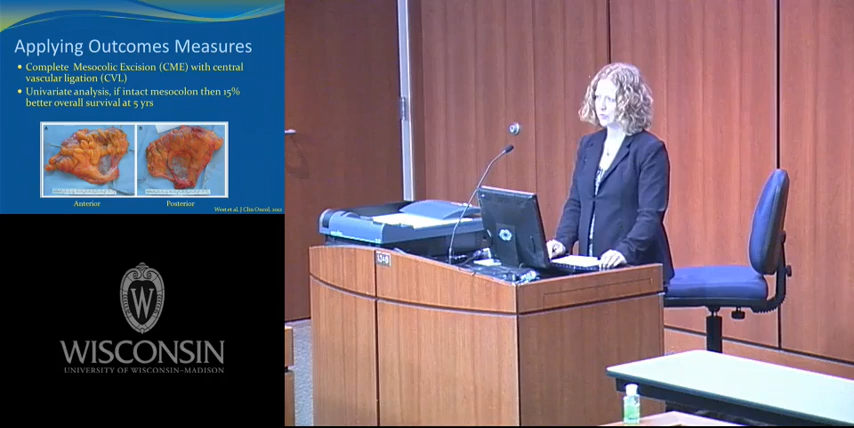 Applying Outcomes Measures
• Complete Mesocolic Excision (CME) with central
vascular ligation (CVL)
• Univariate analysis, if intact mesocolon then 15%
better overall survival at 5 yrs
A
B
Anterior
Posterior
West et al, J Clin Oncol, 2010
W
WISCONSIN
UNIVERSITY OF WISCONSIN–MADISON